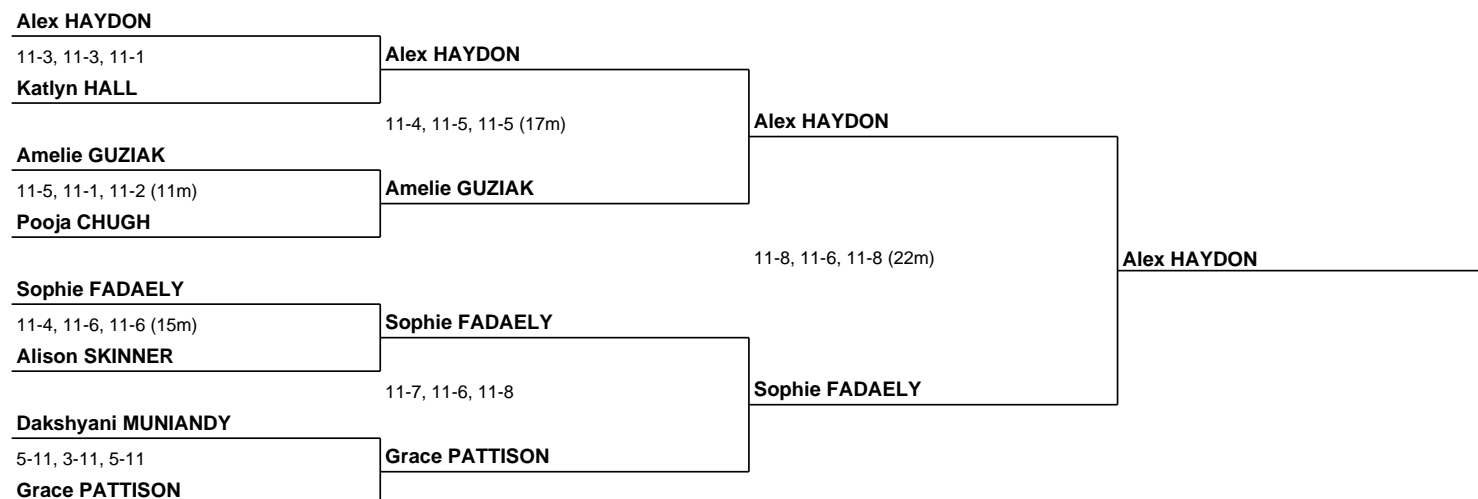 Alex HAYDON
11-3, 11-3, 11-1
Katlyn HALL
Alex HAYDON
11-4, 11-5, 11-5 (17m)
Amelie GUZIAK
11-5, 11-1, 11-2 (11m)
Pooja CHUGH
Amelie GUZIAK
Alex HAYDON
11-8, 11-6, 11-8 (22m)
Alex HAYDON
Sophie FADAELY
11-4, 11-6, 11-6 (15m)
Alison SKINNER
Sophie FADAELY
11-7, 11-6, 11-8
Sophie FADAELY
Dakshyani MUNIANDY
5-11, 3-11, 5-11
Grace PATTISON
Grace PATTISON